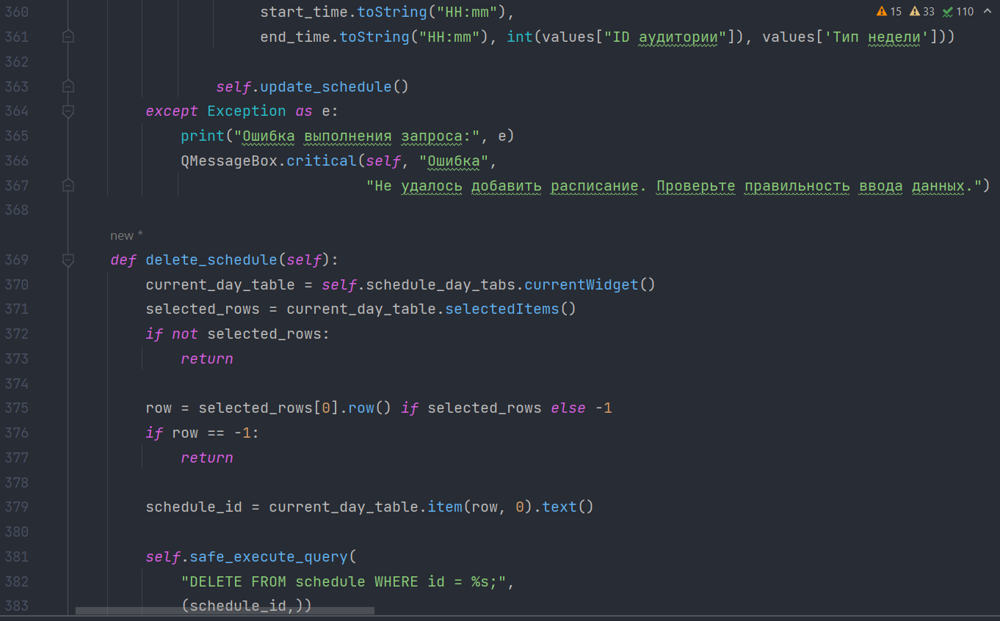 15 33 110
360 start_time.toString("HH:mm"),
361 end_time.toString("HH:mm"), int(values["ID аудитории"]), values['Тип недели']))
362
363 self.update_schedule()
364 except Exception as e:
365 print("Ошибка выполнения запроса:", e)
366 QMessageBox.critical(self, "Ошибка",
367 "Не удалось добавить расписание. Проверьте правильность ввода данных.")
368
new *
369 def delete_schedule(self):
370 current_day_table = self.schedule_day_tabs.currentWidget()
371 selected_rows = current_day_table.selectedItems()
372 if not selected_rows:
373 return
374
375 row = selected_rows[0].row() if selected_rows else -1
376 if row == -1:
377 return
378
379 schedule_id = current_day_table.item(row, 0).text()
380
381 self.safe_execute_query(
382 "DELETE FROM schedule WHERE id = %s;",
383 (schedule_id,))